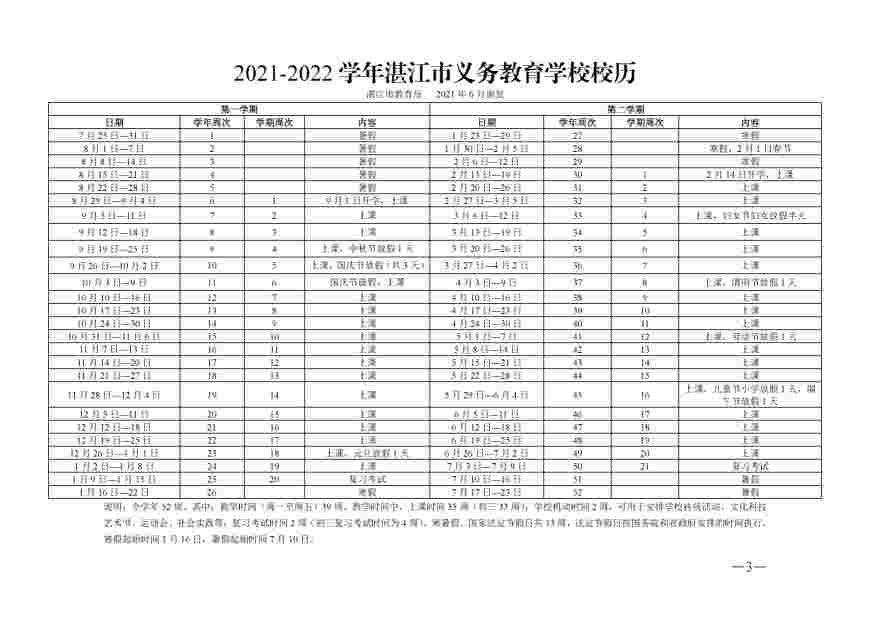 2021-2022 学年湛江市义务教育学校校历
湛江市教育局 2021 年 6 月制发
第一学期 第二学期
日期 学年周次 学期周次 内容 日期 学年周次 学期周次 内容
7 月 25 日—31 日 1 暑假 1 月 23 日—29 日 27 寒假
8 月 1 日—7 日 2 暑假 1 月 30 日—2 月 5 日 28 寒假，2 月 1 日春节
8 月 8 日—14 日 3 暑假 2 月 6 日—12 日 29 寒假
8 月 15 日—21 日 4 暑假 2 月 13 日—19 日 30 1 2 月 14 日开学，上课
8 月 22 日—28 日 5 暑假 2 月 20 日—26 日 31 2 上课
8 月 29 日—9 月 4 日 6 1 9 月 1 日开学，上课 2 月 27 日—3 月 5 日 32 3 上课
9 月 5 日—11 日 7 2 上课 3 月 6 日—12 日 33 4 上课，妇女节妇女放假半天
9 月 12 日—18 日 8 3 上课 3 月 13 日—19 日 34 5 上课
9 月 19 日—25 日 9 4 上课，中秋节放假 1 天 3 月 20 日—26 日 35 6 上课
9 月 26 日—10 月 2 日 10 5 上课，国庆节放假（共 3 天） 3 月 27 日—4 月 2 日 36 7 上课
10 月 3 日—9 日 11 6 国庆节放假，上课 4 月 3 日—9 日 37 8 上课，清明节放假 1 天
10 月 10 日—16 日 12 7 上课 4 月 10 日—16 日 38 9 上课
10 月 17 日—23 日 13 8 上课 4 月 17 日—23 日 39 10 上课
10 月 24 日—30 日 14 9 上课 4 月 24 日—30 日 40 11 上课
10 月 31 日—11 月 6 日 15 10 上课 5 月 1 日—7 日 41 12 上课，劳动节放假 1 天
11 月 7 日—13 日 16 11 上课 5 月 8 日—14 日 42 13 上课
11 月 14 日—20 日 17 12 上课 5 月 15 日—21 日 43 14 上课
11 月 21 日—27 日 18 13 上课 5 月 22 日—28 日 44 15 上课
11 月 28 日—12 月 4 日 19 14 上课 5 月 29 日—6 月 4 日 45 16 上课，儿童节小学放假 1 天，端
午节放假 1 天
12 月 5 日—11 日 20 15 上课 6 月 5 日—11 日 46 17 上课
12 月 12 日—18 日 21 16 上课 6 月 12 日—18 日 47 18 上课
12 月 19 日—25 日 22 17 上课 6 月 19 日—25 日 48 19 上课
12 月 26 日—1 月 1 日 23 18 上课，元旦放假 1 天 6 月 26 日—7 月 2 日 49 20 上课
1 月 2 日—1 月 8 日 24 19 上课 7 月 3 日—7 月 9 日 50 21 复习考试
1 月 9 日—1 月 15 日 25 20 复习考试 7 月 10 日—16 日 51 暑假
1 月 16 日—22 日 26 寒假 7 月 17 日—23 日 52 暑假
说明：全学年 52 周。其中：教学时间（周一至周五）39 周。教学时间中，上课时间 35 周（初三 33 周）；学校机动时间 2 周，可用于安排学校传统活动、文化科技
艺术节、运动会、社会实践等；复习考试时间 2 周（初三复习考试时间为 4 周）。寒暑假、国家法定节假日共 13 周，法定节假日按国务院和省政府安排的时间执行。
寒假起始时间 1 月 16 日，暑假起始时间 7 月 10 日。
—3—